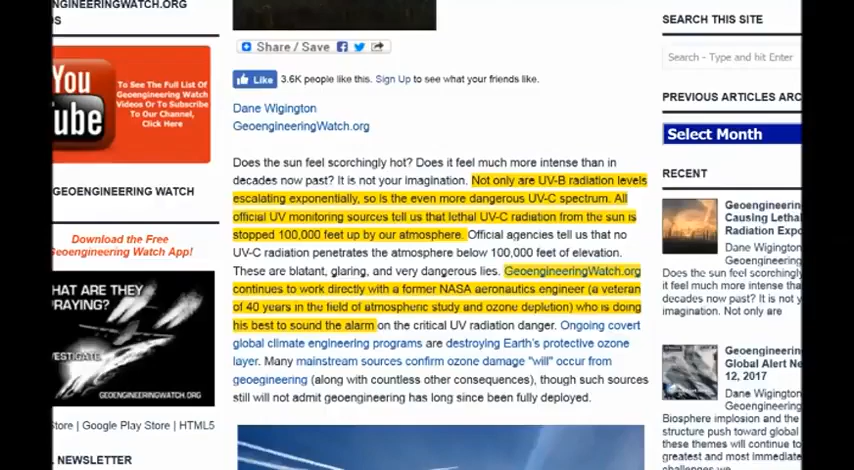 NGINEERINGWATCH.ORG
OS
You
Tube
To See The Full List Of
Geoengineering Watch
Videos Or To Subscribe
To Our Channel,
Click Here
GEOENGINEERING WATCH
Download the Free
Geoengineering Watch App!
HAT ARE THEY
RAYING?
VESTIGATE.
GEOENGINEERINGWATCH.ORG
Store | Google Play Store | HTML5
L NEWSLETTER
Share / Save
Like 3.6K people like this. Sign Up to see what your friends like.
Dane Wigington
GeoengineeringWatch.org
Does the sun feel scorchingly hot? Does it feel much more intense than in
decades now past? It is not your imagination. Not only are UV-B radiation levels
escalating exponentially, so is the even more dangerous UV-C spectrum. All
official UV monitoring sources tell us that lethal UV-C radiation from the sun is
stopped 100,000 feet up by our atmosphere. Official agencies tell us that no
UV-C radiation penetrates the atmosphere below 100,000 feet of elevation.
These are blatant, glaring, and very dangerous lies. GeoengineeringWatch.org
continues to work directly with a former NASA aeronautics engineer (a veteran
of 40 years in the field of atmospheric study and ozone depletion) who is doing
his best to sound the alarm on the critical UV radiation danger. Ongoing covert
global climate engineering programs are destroying Earth's protective ozone
layer. Many mainstream sources confirm ozone damage "will" occur from
geoegineering (along with countless other consequences), though such sources
still will not admit geoengineering has long since been fully deployed.
SEARCH THIS SITE
Search - Type and hit Enter
PREVIOUS ARTICLES ARC
Select Month
RECENT
Geoengineerin
Causing Lethal
Radiation Expo
Dane Wigington
Geoengineering
Does the sun feel scorchingly
intense than in
decades now past? It is not y
imagination. Not only are
Geoengineering
Global Alert Ne
12, 2017
Dane Wigington
Geoengineering
Biosphere implosion and the
structure push toward global
these themes will continue to
greatest and most immediate
challenges we